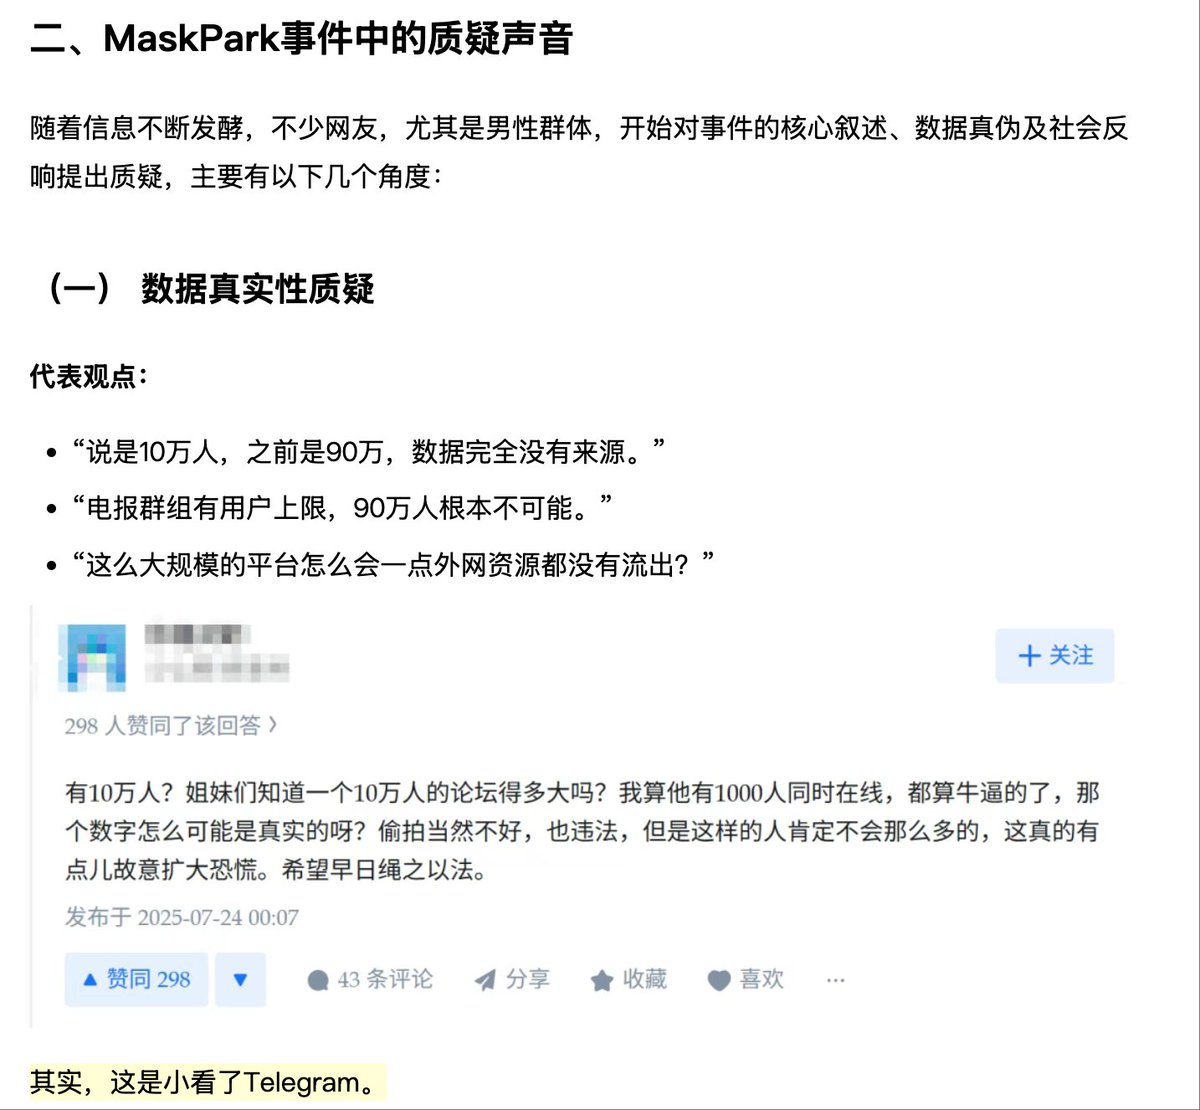 二、MaskPark事件中的质疑声音
随着信息不断发酵，不少网友，尤其是男性群体，开始对事件的核心叙述、数据真伪及社会反
响提出质疑，主要有以下几个角度：
（一） 数据真实性质疑
代表观点：
• “说是10万人，之前是90万，数据完全没有来源。”
• “电报群组有用户上限，90万人根本不可能。”
• “这么大规模的平台怎么会一点外网资源都没有流出？”
+ 关注
298 人赞同了该回答 >
有10万人？姐妹们知道一个10万人的论坛得多大吗？我算他有1000人同时在线，都算牛逼的了，那
个数字怎么可能是真实的呀？偷拍当然不好，也违法，但是这样的人肯定不会那么多的，这真的有
点儿故意扩大恐慌。希望早日绳之以法。
发布于 2025-07-24 00:07
▲ 赞同 298 ▼ 43 条评论 分享 收藏 喜欢 ···
其实，这是小看了Telegram。